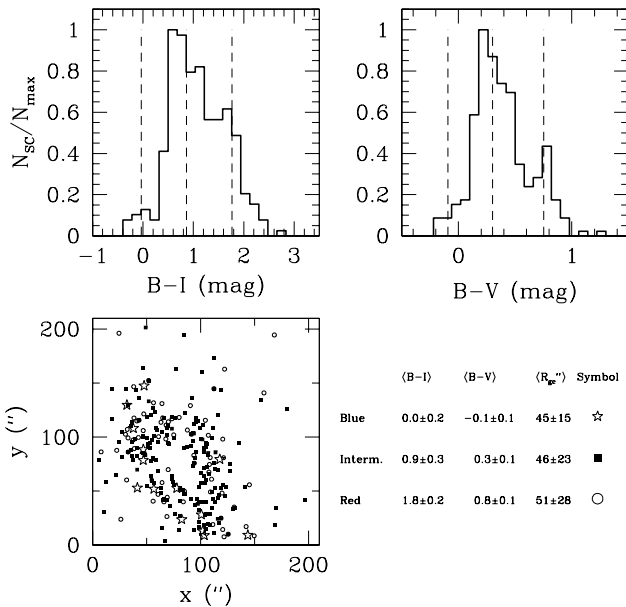 1
0.8
0.6
0.4
0.2
0
N_SC/N_max
−1 0 1 2 3
B−I (mag)
1
0.8
0.6
0.4
0.2
0
0 1
B−V (mag)
200
100
0
y (″)
0 100 200
x (″)
⟨B−I⟩ ⟨B−V⟩ ⟨R_gc″⟩ Symbol
Blue 0.0±0.2 −0.1±0.1 45±15 ☆
Interm. 0.9±0.3 0.3±0.1 46±23 ■
Red 1.8±0.2 0.8±0.1 51±28 ○